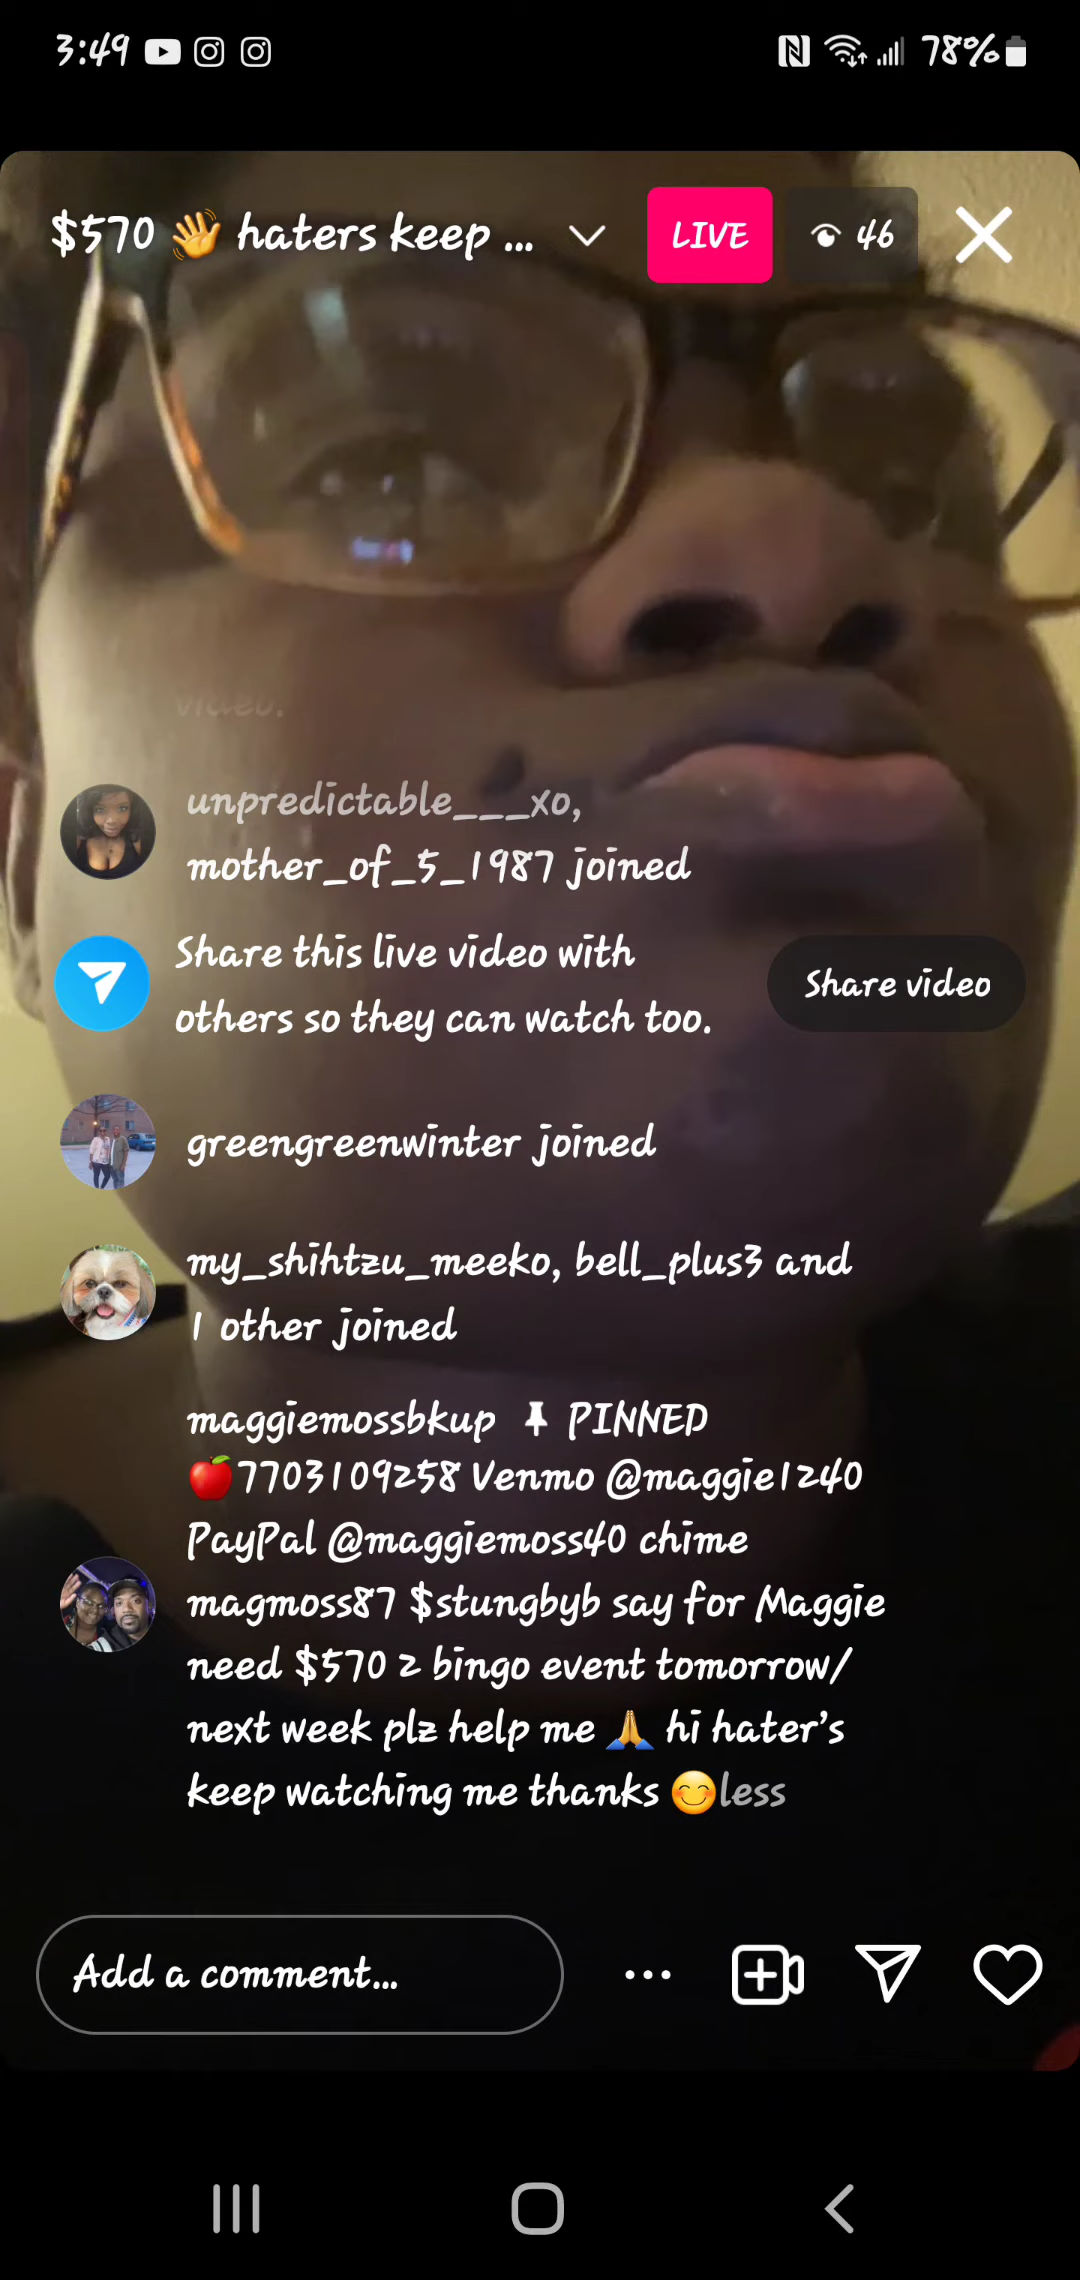 3:49 78%
$570 👋 haters keep ... LIVE 46
video.
unpredictable___xo,
mother_of_5_1987 joined
Share this live video with
others so they can watch too.
Share video
greengreenwinter joined
my_shihtzu_meeko, bell_plus3 and
1 other joined
maggiemossbkup PINNED
🍎7703109258 Venmo @maggie1240
PayPal @maggiemoss40 chime
magmoss87 $stungbyb say for Maggie
need $570 2 bingo event tomorrow/
next week plz help me 🙏 hi hater's
keep watching me thanks 😊less
Add a comment...